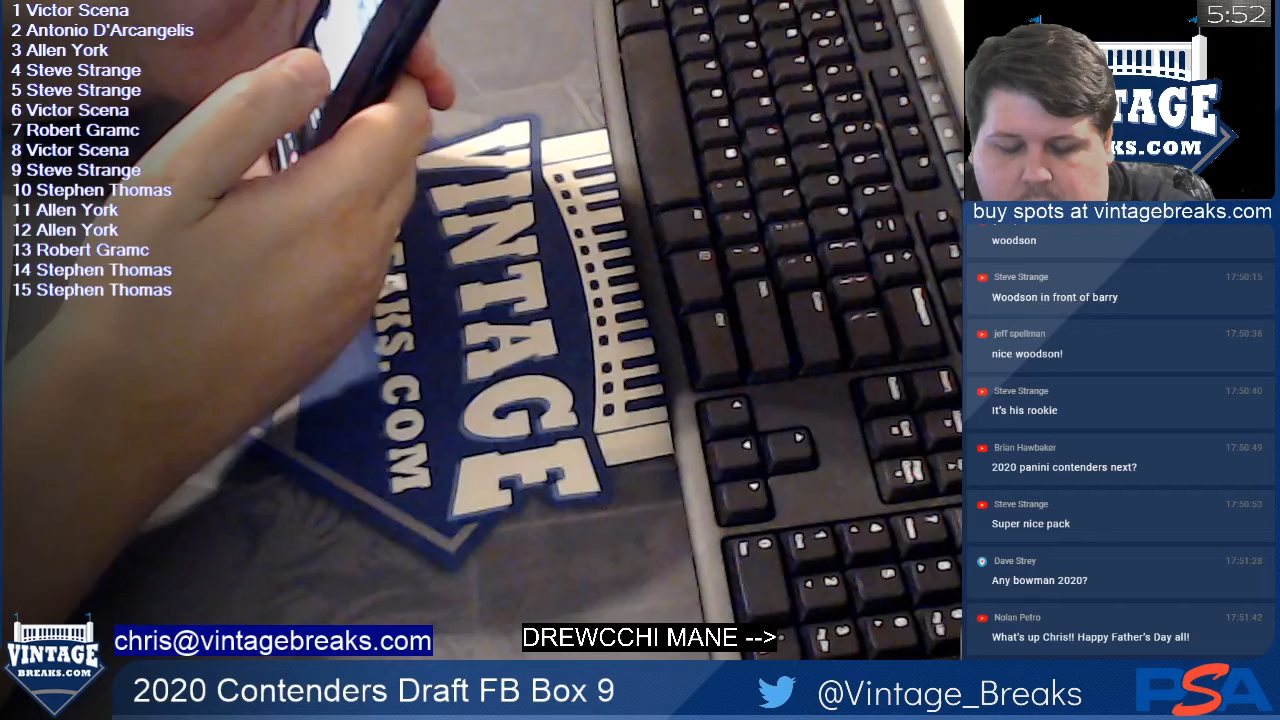 1 Victor Scena
2 Antonio D'Arcangelis
3 Allen York
4 Steve Strange
5 Steve Strange
6 Victor Scena
7 Robert Gramc
8 Victor Scena
9 Steve Strange
10 Stephen Thomas
11 Allen York
12 Allen York
13 Robert Gramc
14 Stephen Thomas
15 Stephen Thomas
VINTAGE
.COM
5:52
TAGE
KS.COM
buy spots at vintagebreaks.com
woodson
Steve Strange 17:50:15
Woodson in front of barry
jeff spellman 17:50:36
nice woodson!
Steve Strange 17:50:40
It's his rookie
Brian Hawbaker 17:50:49
2020 panini contenders next?
Steve Strange 17:50:53
Super nice pack
Dave Strey 17:51:28
Any bowman 2020?
Nolan Petro 17:51:42
What's up Chris!! Happy Father's Day all!
VINTAGE
BREAKS.COM
chris@vintagebreaks.com
DREWCCHI MANE -->
2020 Contenders Draft FB Box 9
@Vintage_Breaks
PSA